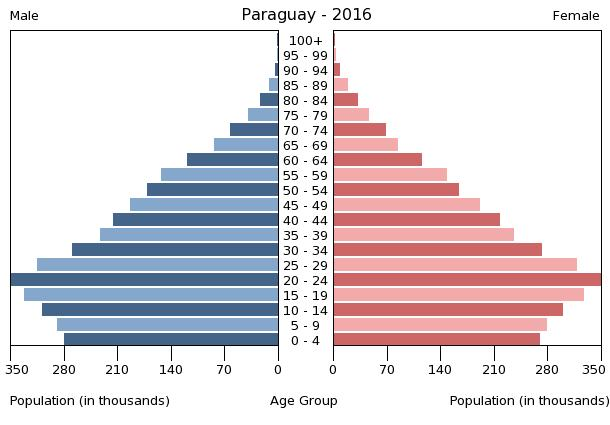 Male Paraguay - 2016 Female
100+
95 - 99
90 - 94
85 - 89
80 - 84
75 - 79
70 - 74
65 - 69
60 - 64
55 - 59
50 - 54
45 - 49
40 - 44
35 - 39
30 - 34
25 - 29
20 - 24
15 - 19
10 - 14
5 - 9
0 - 4
350 280 210 140 70 0 0 70 140 210 280 350
Population (in thousands) Age Group Population (in thousands)